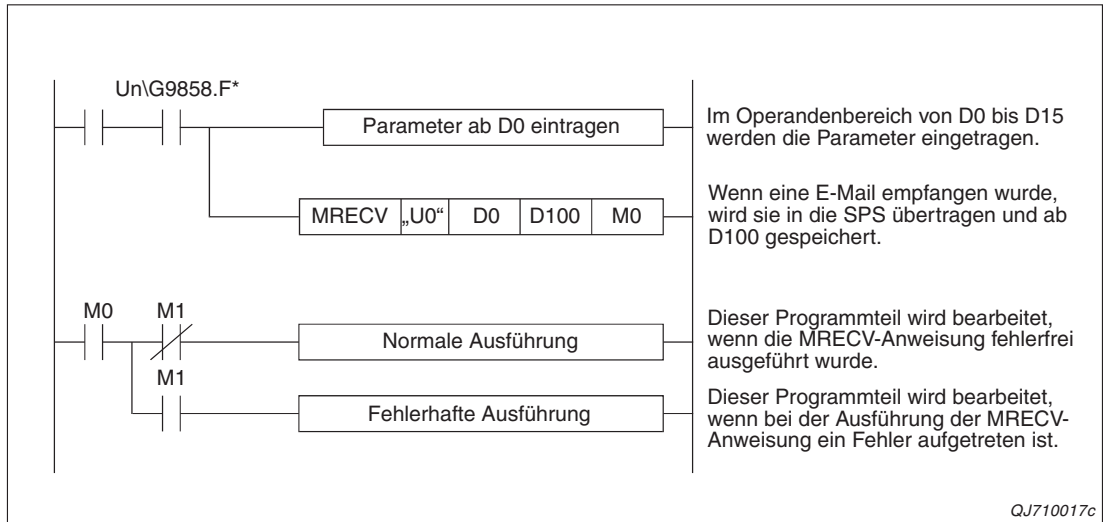 Un\G9858.F*
Parameter ab D0 eintragen
Im Operandenbereich von D0 bis D15
werden die Parameter eingetragen.
MRECV „U0“ D0 D100 M0
Wenn eine E-Mail empfangen wurde,
wird sie in die SPS übertragen und ab
D100 gespeichert.
M0 M1
Normale Ausführung
Dieser Programmteil wird bearbeitet,
wenn die MRECV-Anweisung fehlerfrei
ausgeführt wurde.
M1
Fehlerhafte Ausführung
Dieser Programmteil wird bearbeitet,
wenn bei der Ausführung der MRECV-
Anweisung ein Fehler aufgetreten ist.
QJ710017c